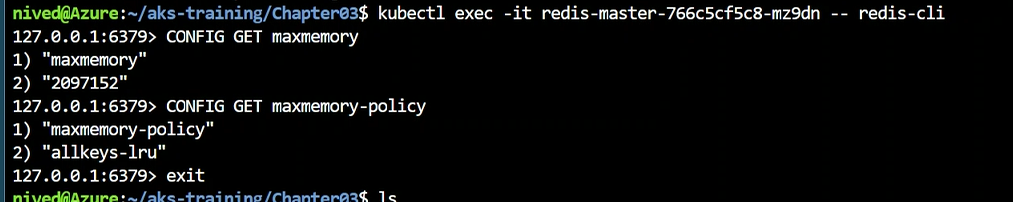 nived@Azure:~/aks-training/Chapter03$ kubectl exec -it redis-master-766c5cf5c8-mz9dn -- redis-cli
127.0.0.1:6379> CONFIG GET maxmemory
1) "maxmemory"
2) "2097152"
127.0.0.1:6379> CONFIG GET maxmemory-policy
1) "maxmemory-policy"
2) "allkeys-lru"
127.0.0.1:6379> exit
nived@Azure:~/aks-training/Chapter03$ ls